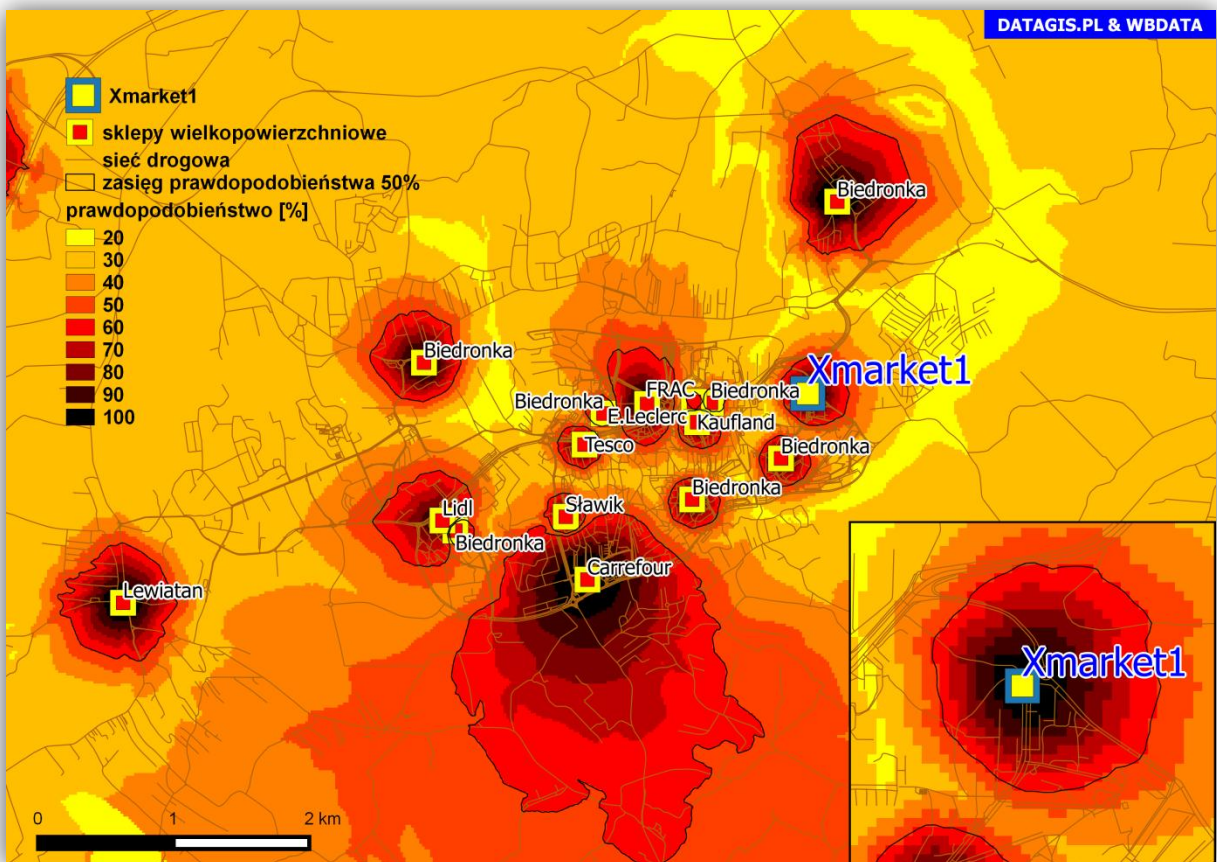 DATAGIS.PL & WBDATA
Xmarket1
sklepy wielkopowierzchniowe
sieć drogowa
zasięg prawdopodobieństwa 50%
prawdopodobieństwo [%]
20
30
40
50
60
70
80
90
100
Biedronka
Biedronka
Xmarket1
FRAC
Biedronka
Biedronka
E.Leclerc
Kaufland
Tesco
Biedronka
Biedronka
Sławik
Lidl
Biedronka
Carrefour
Lewiatan
Xmarket1
0 1 2 km